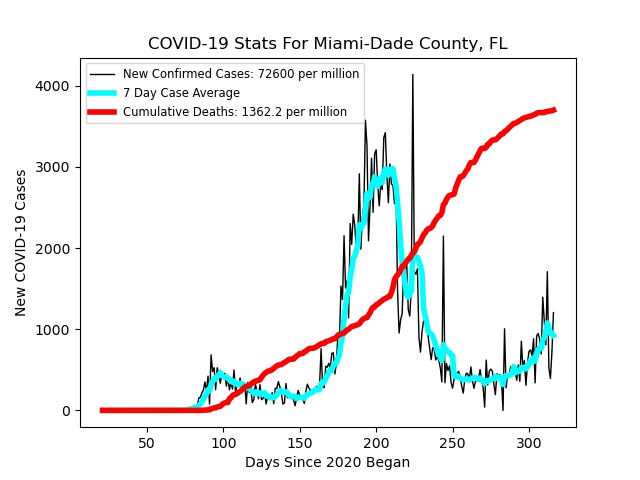 COVID-19 Stats For Miami-Dade County, FL
New Confirmed Cases: 72600 per million
7 Day Case Average
Cumulative Deaths: 1362.2 per million
4000
3000
2000
1000
0
New COVID-19 Cases
50
100
150
200
250
300
Days Since 2020 Began